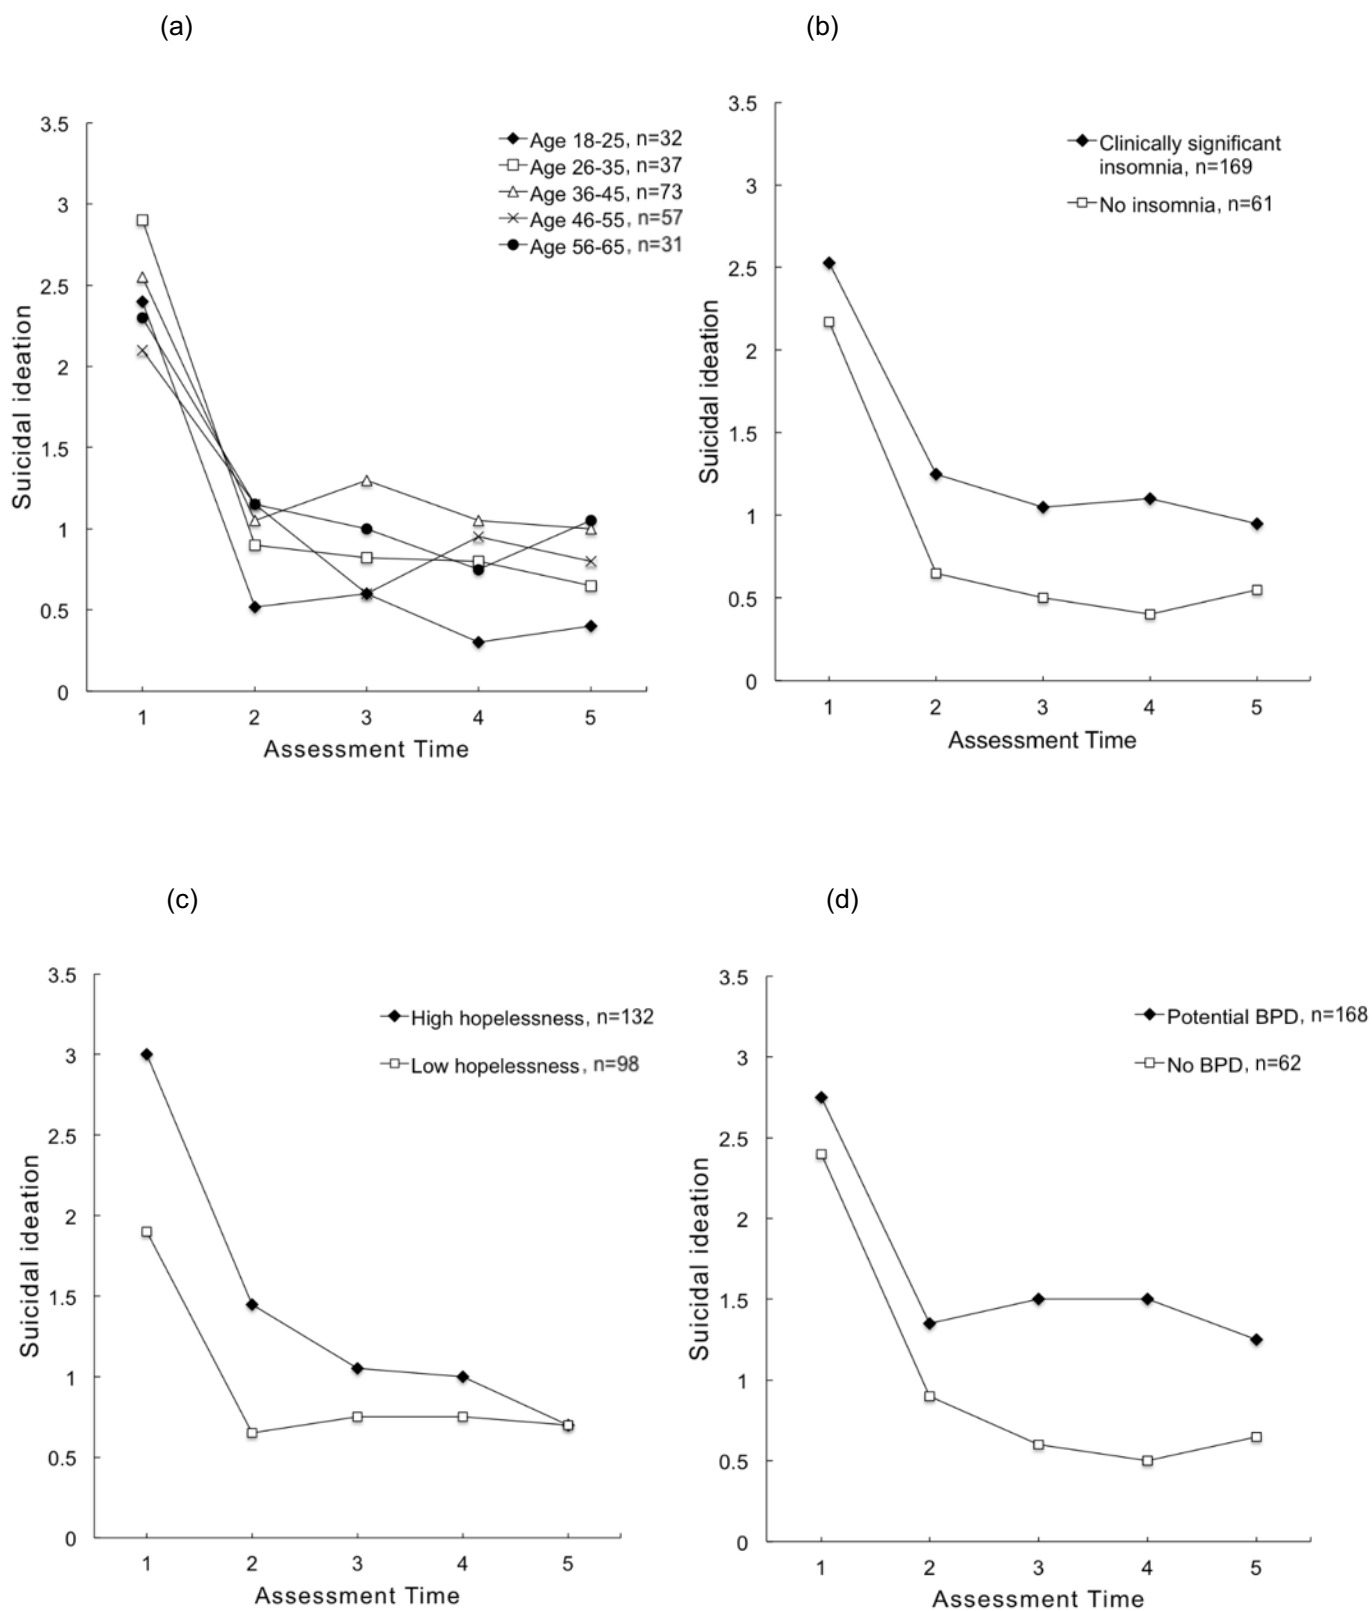 (a)
3.5
3
2.5
2
1.5
1
0.5
0
Suicidal ideation
1 2 3 4 5
Assessment Time
Age 18-25, n=32
Age 26-35, n=37
Age 36-45, n=73
Age 46-55, n=57
Age 56-65, n=31
(b)
3.5
3
2.5
2
1.5
1
0.5
0
Suicidal ideation
1 2 3 4 5
Assessment Time
Clinically significant
insomnia, n=169
No insomnia, n=61
(c)
3.5
3
2.5
2
1.5
1
0.5
0
Suicidal ideation
1 2 3 4 5
Assessment Time
High hopelessness, n=132
Low hopelessness, n=98
(d)
3.5
3
2.5
2
1.5
1
0.5
0
Suicidal ideation
1 2 3 4 5
Assessment Time
Potential BPD, n=168
No BPD, n=62